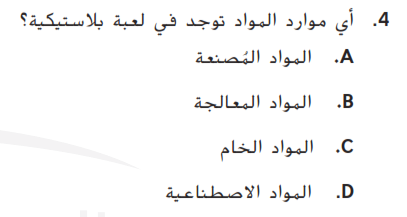 4. أي موارد المواد توجد في لعبة بلاستيكية؟
A. المواد المُصنعة
B. المواد المعالجة
C. المواد الخام
D. المواد الاصطناعية